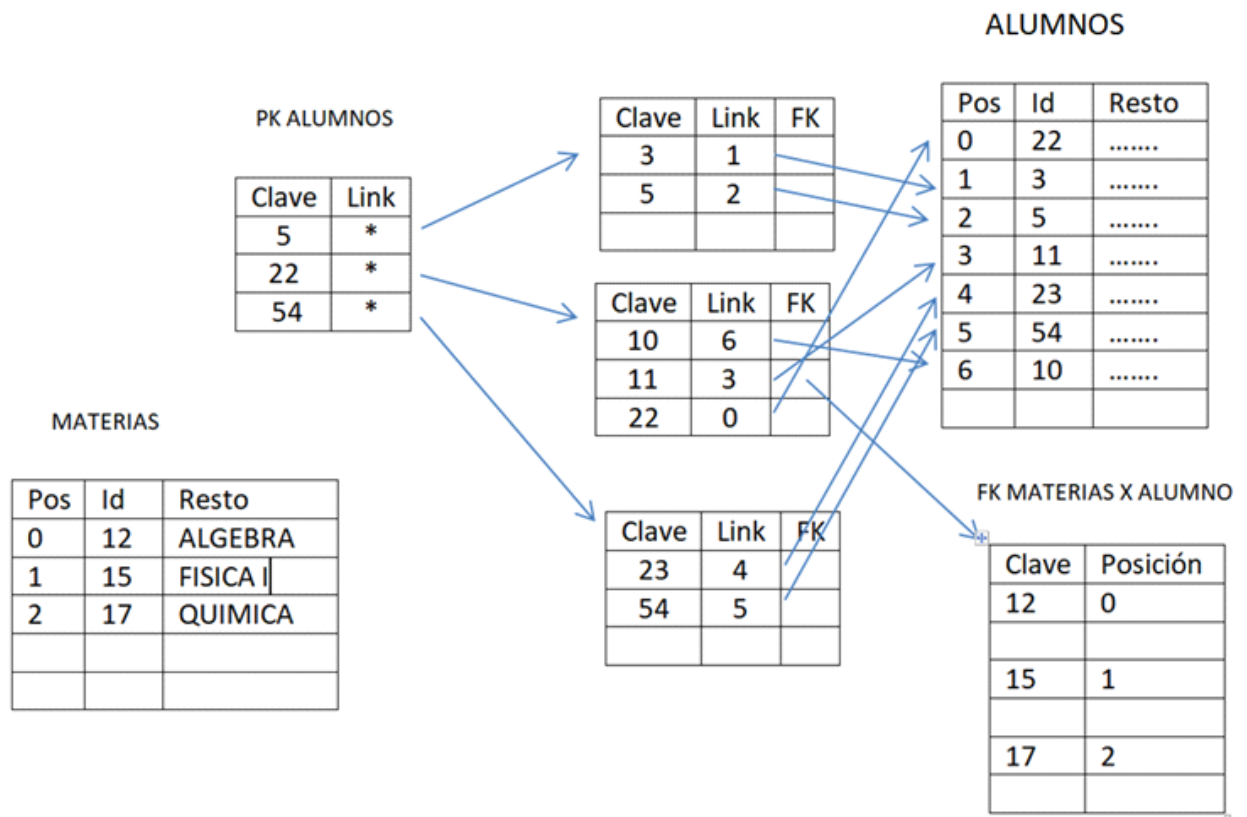 ALUMNOS
Pos Id Resto
0 22 .......
1 3 .......
2 5 .......
3 11 .......
4 23 .......
5 54 .......
6 10 .......
PK ALUMNOS
Clave Link
5 *
22 *
54 *
Clave Link FK
3 1
5 2
Clave Link FK
10 6
11 3
22 0
Clave Link FK
23 4
54 5
MATERIAS
Pos Id Resto
0 12 ALGEBRA
1 15 FISICA I
2 17 QUIMICA
FK MATERIAS X ALUMNO
Clave Posición
12 0
15 1
17 2